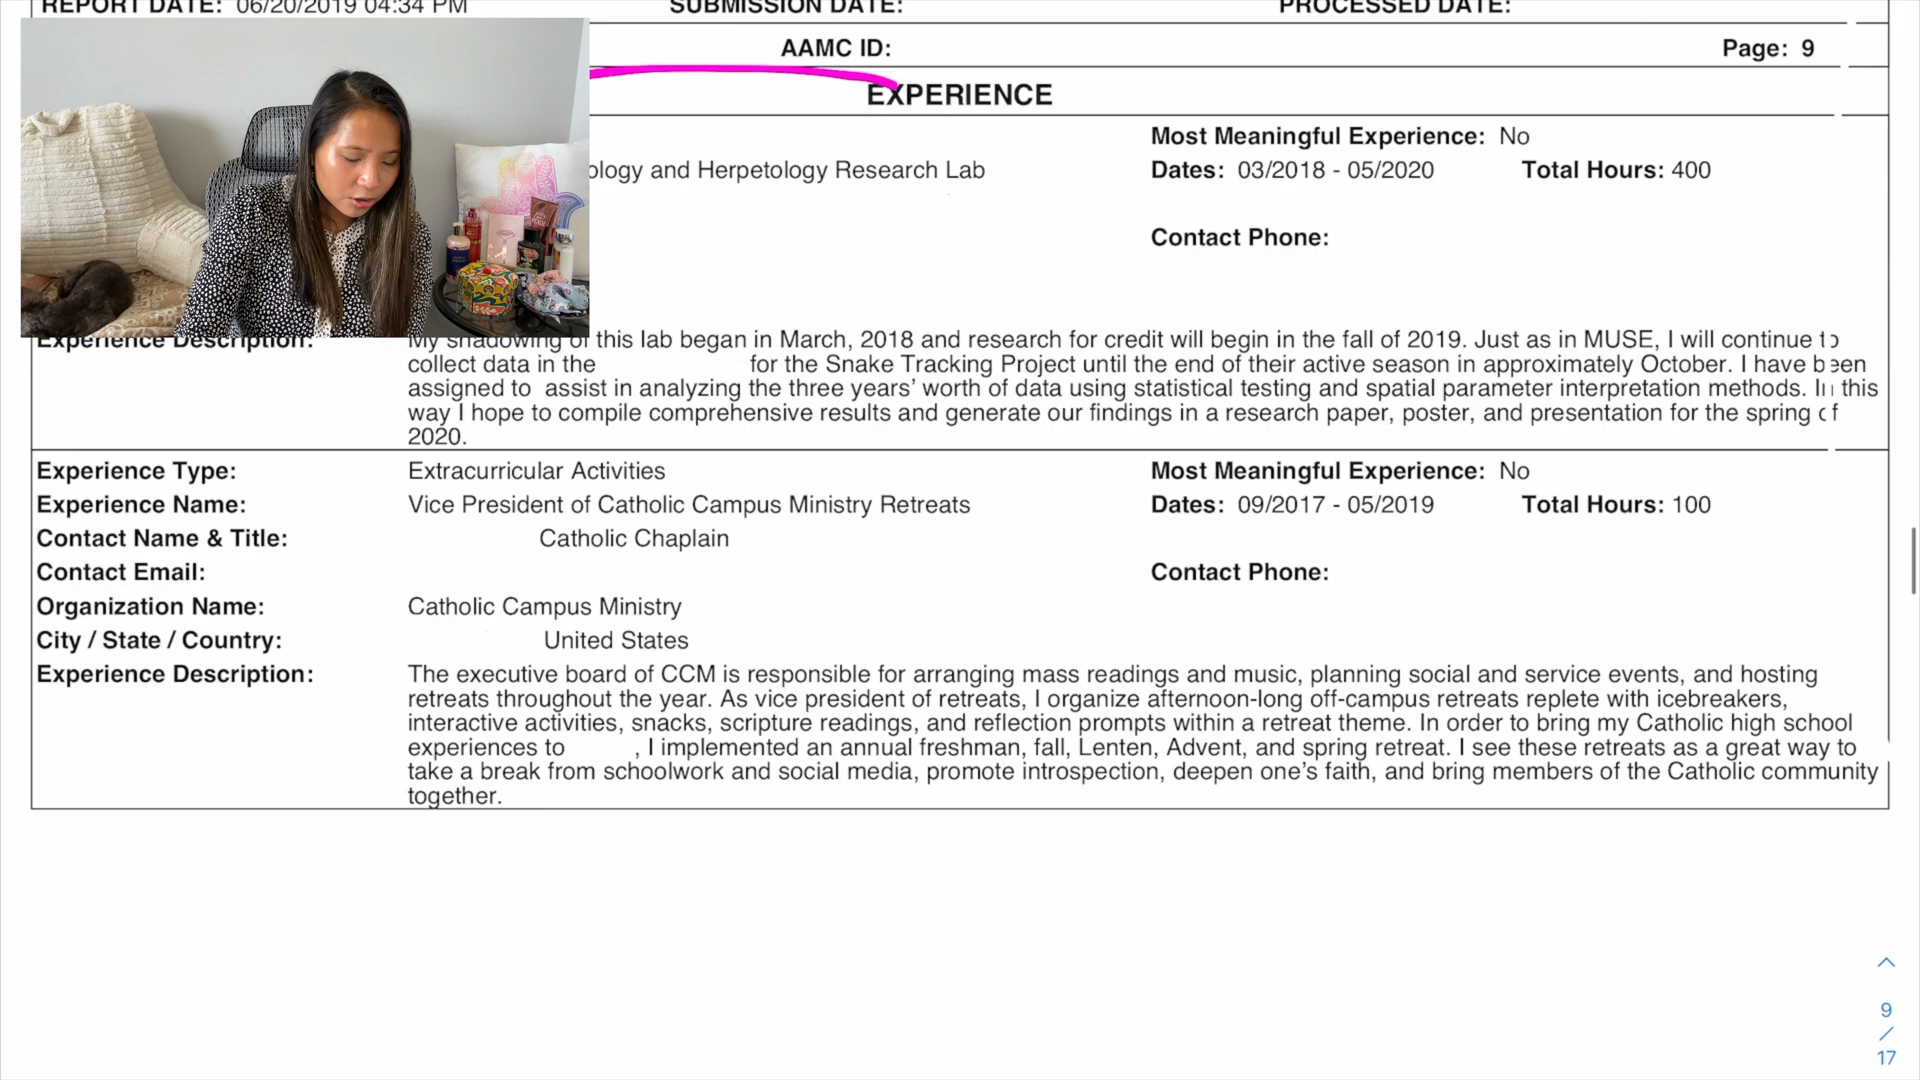 REPORT DATE: 06/20/2019 04:34 PM SUBMISSION DATE: PROCESSED DATE:
AAMC ID: Page: 9
EXPERIENCE
Most Meaningful Experience: No
ology and Herpetology Research Lab Dates: 03/2018 - 05/2020 Total Hours: 400
Contact Phone:
Experience Description: My shadowing of this lab began in March, 2018 and research for credit will begin in the fall of 2019. Just as in MUSE, I will continue to
collect data in the for the Snake Tracking Project until the end of their active season in approximately October. I have been
assigned to assist in analyzing the three years' worth of data using statistical testing and spatial parameter interpretation methods. In this
way I hope to compile comprehensive results and generate our findings in a research paper, poster, and presentation for the spring of
2020.
Experience Type: Extracurricular Activities Most Meaningful Experience: No
Experience Name: Vice President of Catholic Campus Ministry Retreats Dates: 09/2017 - 05/2019 Total Hours: 100
Contact Name & Title: Catholic Chaplain
Contact Email: Contact Phone:
Organization Name: Catholic Campus Ministry
City / State / Country: United States
Experience Description: The executive board of CCM is responsible for arranging mass readings and music, planning social and service events, and hosting
retreats throughout the year. As vice president of retreats, I organize afternoon-long off-campus retreats replete with icebreakers,
interactive activities, snacks, scripture readings, and reflection prompts within a retreat theme. In order to bring my Catholic high school
experiences to , I implemented an annual freshman, fall, Lenten, Advent, and spring retreat. I see these retreats as a great way to
take a break from schoolwork and social media, promote introspection, deepen one's faith, and bring members of the Catholic community
together.
9
/
17